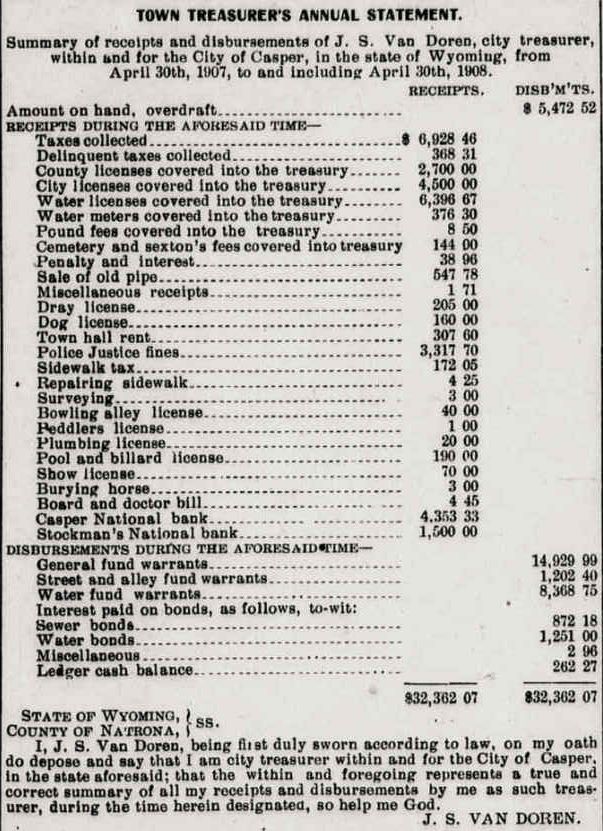 TOWN TREASURER'S ANNUAL STATEMENT.
Summary of receipts and disbursements of J. S. Van Doren, city treasurer,
within and for the City of Casper, in the state of Wyoming, from
April 30th, 1907, to and including April 30th, 1908.
RECEIPTS. DISB'M'TS.
Amount on hand, overdraft $ 5,472 52
RECEIPTS DURING THE AFORESAID TIME—
Taxes collected $ 6,928 46
Delinquent taxes collected 368 31
County licenses covered into the treasury 2,700 00
City licenses covered into the treasury 4,500 00
Water licenses covered into the treasury 6,396 67
Water meters covered into the treasury 376 30
Pound fees covered into the treasury 8 50
Cemetery and sexton's fees covered into treasury 144 00
Penalty and interest 38 96
Sale of old pipe 547 78
Miscellaneous receipts 1 71
Dray license 205 00
Dog license 160 00
Town hall rent 307 60
Police Justice fines 3,317 70
Sidewalk tax 172 05
Repairing sidewalk 4 25
Surveying 3 00
Bowling alley license 40 00
Peddlers license 1 00
Plumbing license 20 00
Pool and billard license 190 00
Show license 70 00
Burying horse 3 00
Board and doctor bill 4 45
Casper National bank 4,353 33
Stockman's National bank 1,500 00
DISBURSEMENTS DURING THE AFORESAID TIME—
General fund warrants 14,929 99
Street and alley fund warrants 1,202 40
Water fund warrants 8,368 75
Interest paid on bonds, as follows, to-wit:
Sewer bonds 872 18
Water bonds 1,251 00
Miscellaneous 2 96
Ledger cash balance 262 27
$32,362 07 $32,362 07
STATE OF WYOMING, } ss.
COUNTY OF NATRONA, }
I, J. S. Van Doren, being first duly sworn according to law, on my oath
do depose and say that I am city treasurer within and for the City of Casper,
in the state aforesaid; that the within and foregoing represents a true and
correct summary of all my receipts and disbursements by me as such treas-
urer, during the time herein designated, so help me God.
J. S. VAN DOREN.